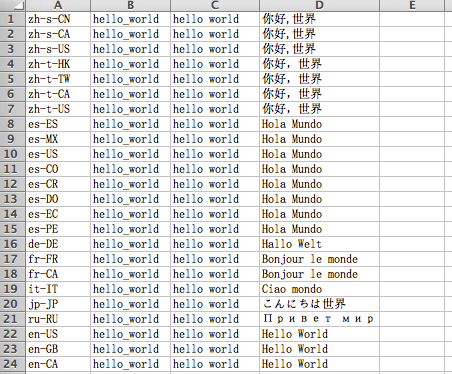 A B C D E
1 zh-s-CN hello_world hello world 你好,世界
2 zh-s-CA hello_world hello world 你好,世界
3 zh-s-US hello_world hello world 你好,世界
4 zh-t-HK hello_world hello world 你好，世界
5 zh-t-TW hello_world hello world 你好，世界
6 zh-t-CA hello_world hello world 你好，世界
7 zh-t-US hello_world hello world 你好，世界
8 es-ES hello_world hello world Hola Mundo
9 es-MX hello_world hello world Hola Mundo
10 es-US hello_world hello world Hola Mundo
11 es-CO hello_world hello world Hola Mundo
12 es-CR hello_world hello world Hola Mundo
13 es-DO hello_world hello world Hola Mundo
14 es-EC hello_world hello world Hola Mundo
15 es-PE hello_world hello world Hola Mundo
16 de-DE hello_world hello world Hallo Welt
17 fr-FR hello_world hello world Bonjour le monde
18 fr-CA hello_world hello world Bonjour le monde
19 it-IT hello_world hello world Ciao mondo
20 jp-JP hello_world hello world こんにちは世界
21 ru-RU hello_world hello world Привет мир
22 en-US hello_world hello world Hello World
23 en-GB hello_world hello world Hello World
24 en-CA hello_world hello world Hello World